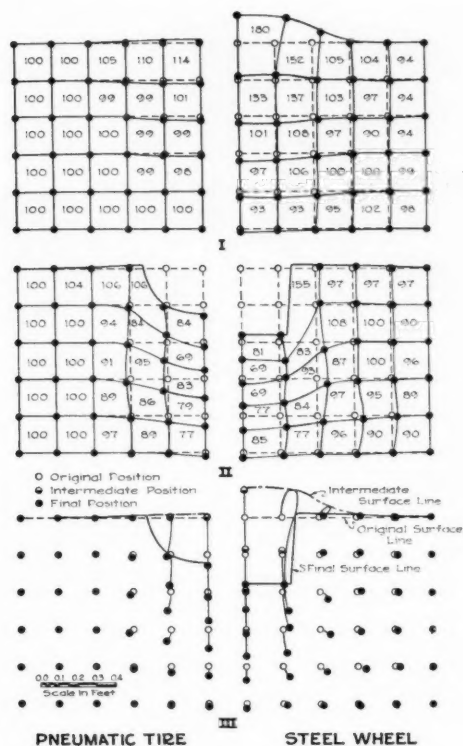 180
100 100 105 110 114
152 105 104 94
100 100 99 99 101
133 137 103 97 94
100 100 100 99 99
101 108 97 90 94
100 100 100 99 98
97 106 100 100 99
100 100 100 100 100
93 93 95 102 98
I
100 104 106 106
155 97 97 97
100 100 94 84 84
108 100 90
100 100 91 95 69
81 83 87 100 96
69 93
83
100 100 89 86 79
69 84 97 95 89
77
100 100 97 89 77
85 77 96 90 90
II
○ Original Position
Intermediate Position
● Final Position
Intermediate
Surface Line
Original Surface
Line
Final Surface Line
0.0 0.1 0.2 0.3 0.4
Scale in Feet
III
PNEUMATIC TIRE STEEL WHEEL